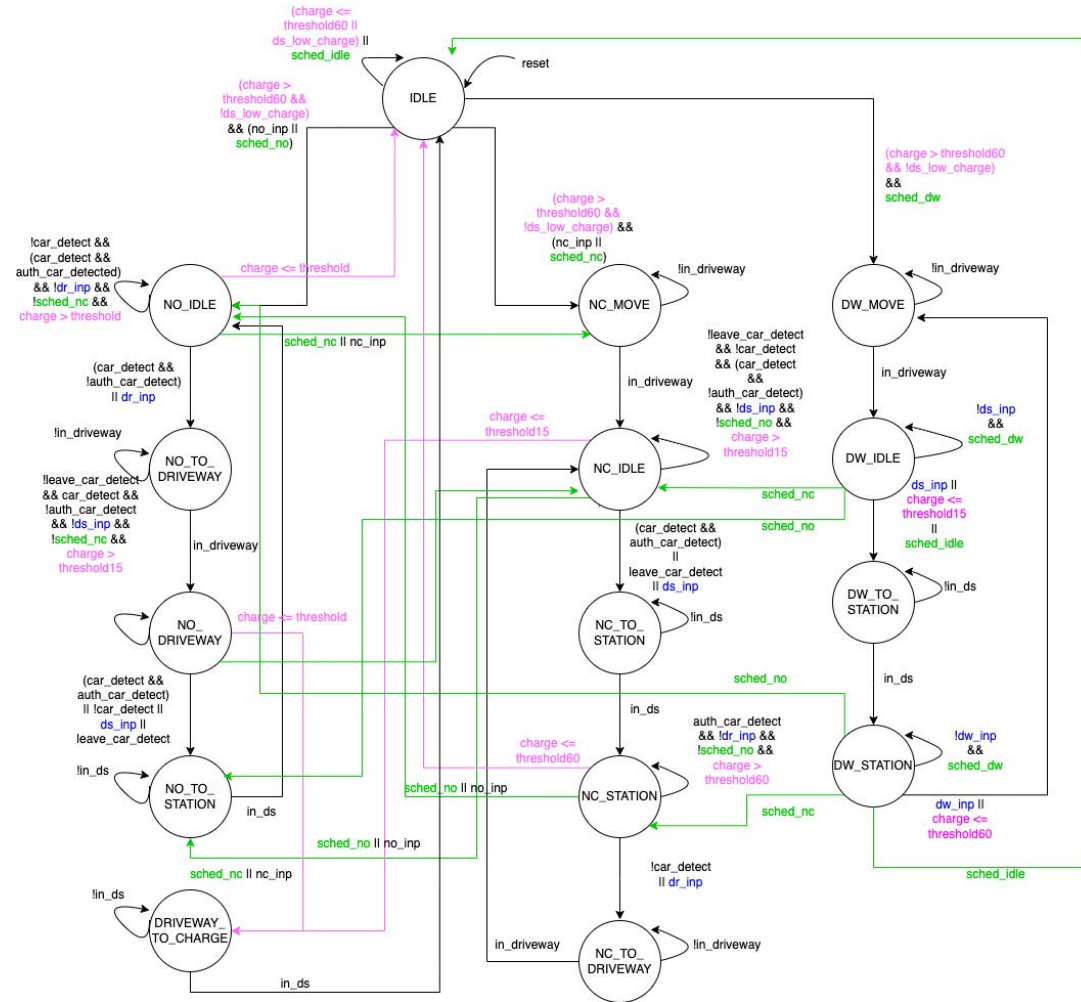 (charge <=
threshold60 ||
ds_low_charge) ||
sched_idle
reset
IDLE
(charge >
threshold60 &&
!ds_low_charge)
&& (no_inp ||
sched_no)
(charge > threshold60
&& !ds_low_charge)
&&
sched_dw
(charge >
threshold60 &&
!ds_low_charge) &&
(nc_inp ||
sched_nc)
!car_detect &&
(car_detect &&
auth_car_detected)
&& !dr_inp &&
!sched_nc &&
charge > threshold
charge <= threshold
NO_IDLE
NC_MOVE
!in_driveway
DW_MOVE
!in_driveway
sched_nc || nc_inp
(car_detect &&
!auth_car_detect)
|| dr_inp
in_driveway
!leave_car_detect
&& !car_detect
&& (car_detect
&&
!auth_car_detect)
&& !ds_inp &&
!sched_no &&
charge >
threshold15
in_driveway
!in_driveway
NO_TO_
DRIVEWAY
charge <=
threshold15
NC_IDLE
DW_IDLE
!ds_inp
&&
sched_dw
!leave_car_detect
&& car_detect &&
!auth_car_detect
&& !ds_inp &&
!sched_nc &&
charge >
threshold15
in_driveway
sched_nc
sched_no
ds_inp ||
charge <=
threshold15
||
sched_idle
(car_detect &&
auth_car_detect)
||
leave_car_detect
|| ds_inp
NO_
DRIVEWAY
charge <= threshold
NC_TO_
STATION
!in_ds
DW_TO_
STATION
!in_ds
(car_detect &&
auth_car_detect)
|| !car_detect ||
ds_inp ||
leave_car_detect
in_ds
in_ds
sched_no
!in_ds
NO_TO_
STATION
in_ds
charge <=
threshold60
sched_no || no_inp
NC_STATION
auth_car_detect
&& !dr_inp &&
!sched_no &&
charge >
threshold60
DW_STATION
!dw_inp
&&
sched_dw
sched_nc
dw_inp ||
charge <=
threshold60
sched_no || no_inp
sched_nc || nc_inp
!car_detect
|| dr_inp
sched_idle
!in_ds
DRIVEWAY_
TO_CHARGE
in_ds
in_driveway
NC_TO_
DRIVEWAY
!in_driveway